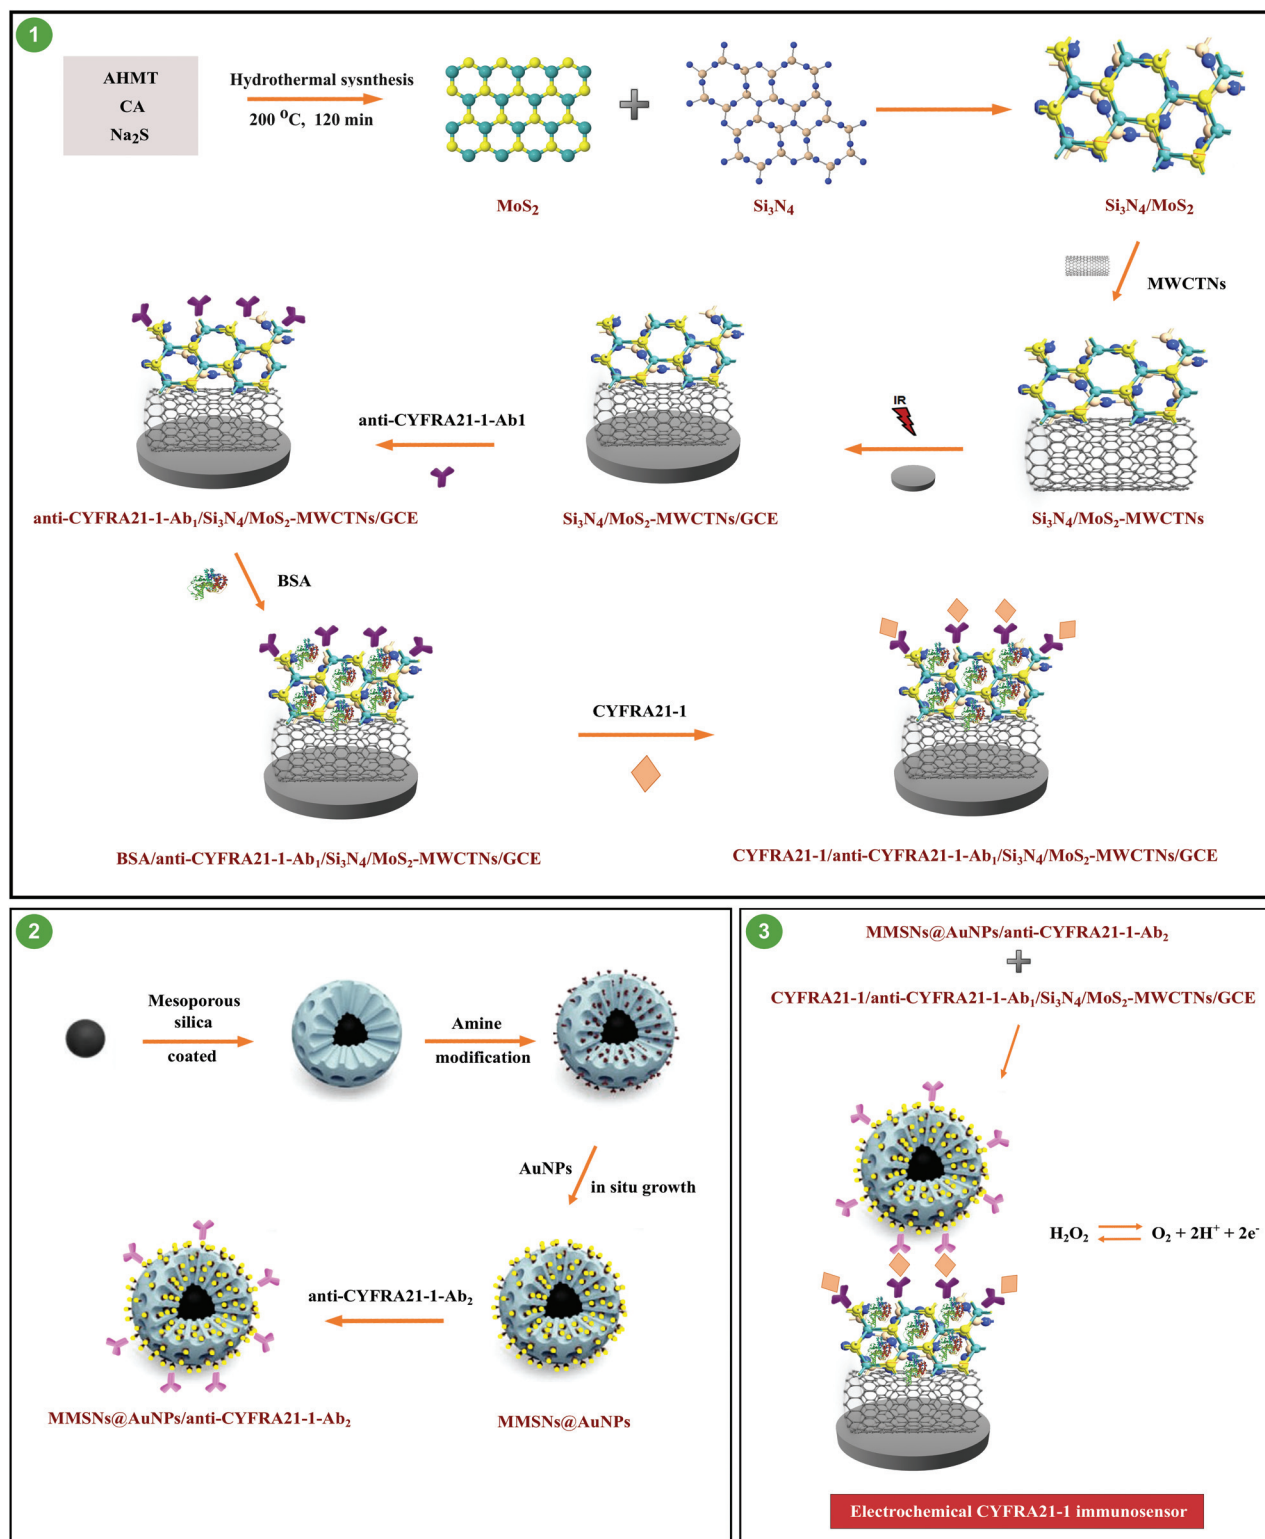 1
AHMT
CA
Na₂S
Hydrothermal sysnthesis
200 ⁰C, 120 min
MoS₂
Si₃N₄
Si₃N₄/MoS₂
MWCTNs
IR
anti-CYFRA21-1-Ab1
anti-CYFRA21-1-Ab₁/Si₃N₄/MoS₂-MWCTNs/GCE
Si₃N₄/MoS₂-MWCTNs/GCE
Si₃N₄/MoS₂-MWCTNs
BSA
CYFRA21-1
BSA/anti-CYFRA21-1-Ab₁/Si₃N₄/MoS₂-MWCTNs/GCE
CYFRA21-1/anti-CYFRA21-1-Ab₁/Si₃N₄/MoS₂-MWCTNs/GCE
2
Mesoporous
silica
coated
Amine
modification
AuNPs
in situ growth
anti-CYFRA21-1-Ab₂
MMSNs@AuNPs/anti-CYFRA21-1-Ab₂
MMSNs@AuNPs
3
MMSNs@AuNPs/anti-CYFRA21-1-Ab₂
CYFRA21-1/anti-CYFRA21-1-Ab₁/Si₃N₄/MoS₂-MWCTNs/GCE
H₂O₂ ⇄ O₂ + 2H⁺ + 2e⁻
Electrochemical CYFRA21-1 immunosensor